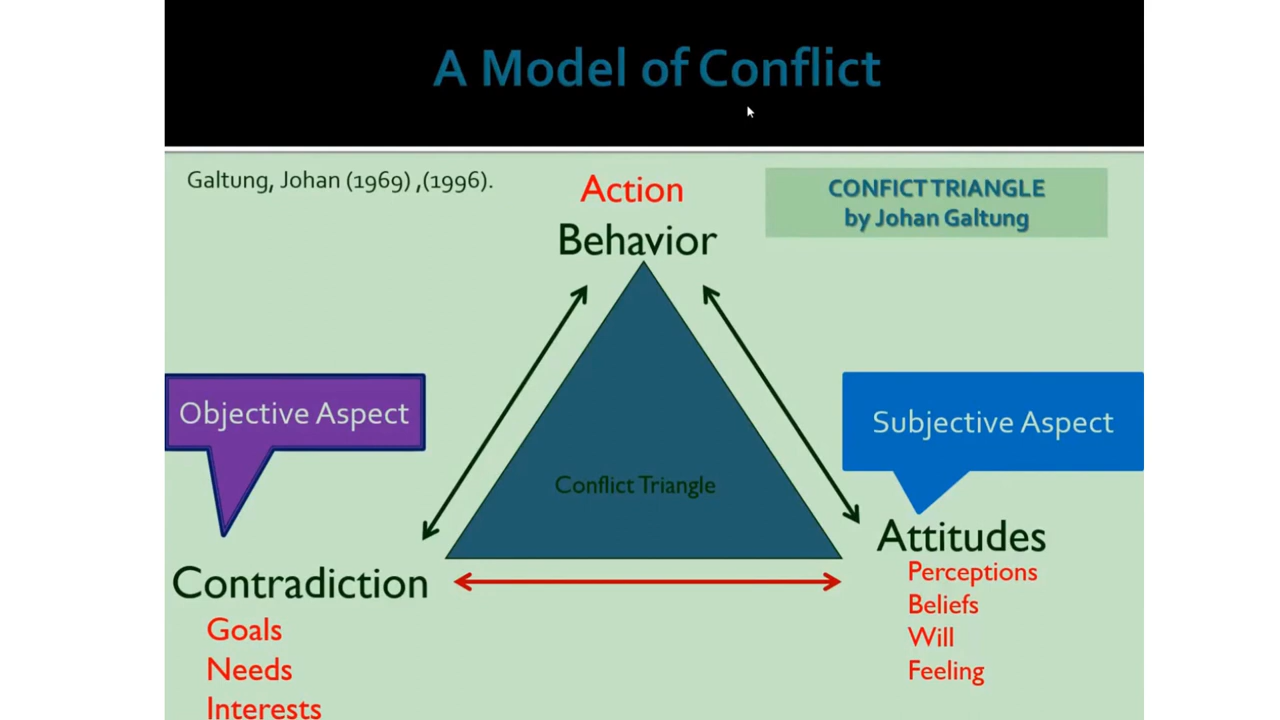 A Model of Conflict
Galtung, Johan (1969) ,(1996).
Action
Behavior
CONFICT TRIANGLE
by Johan Galtung
Objective Aspect
Subjective Aspect
Conflict Triangle
Contradiction
Goals
Needs
Interests
Attitudes
Perceptions
Beliefs
Will
Feeling